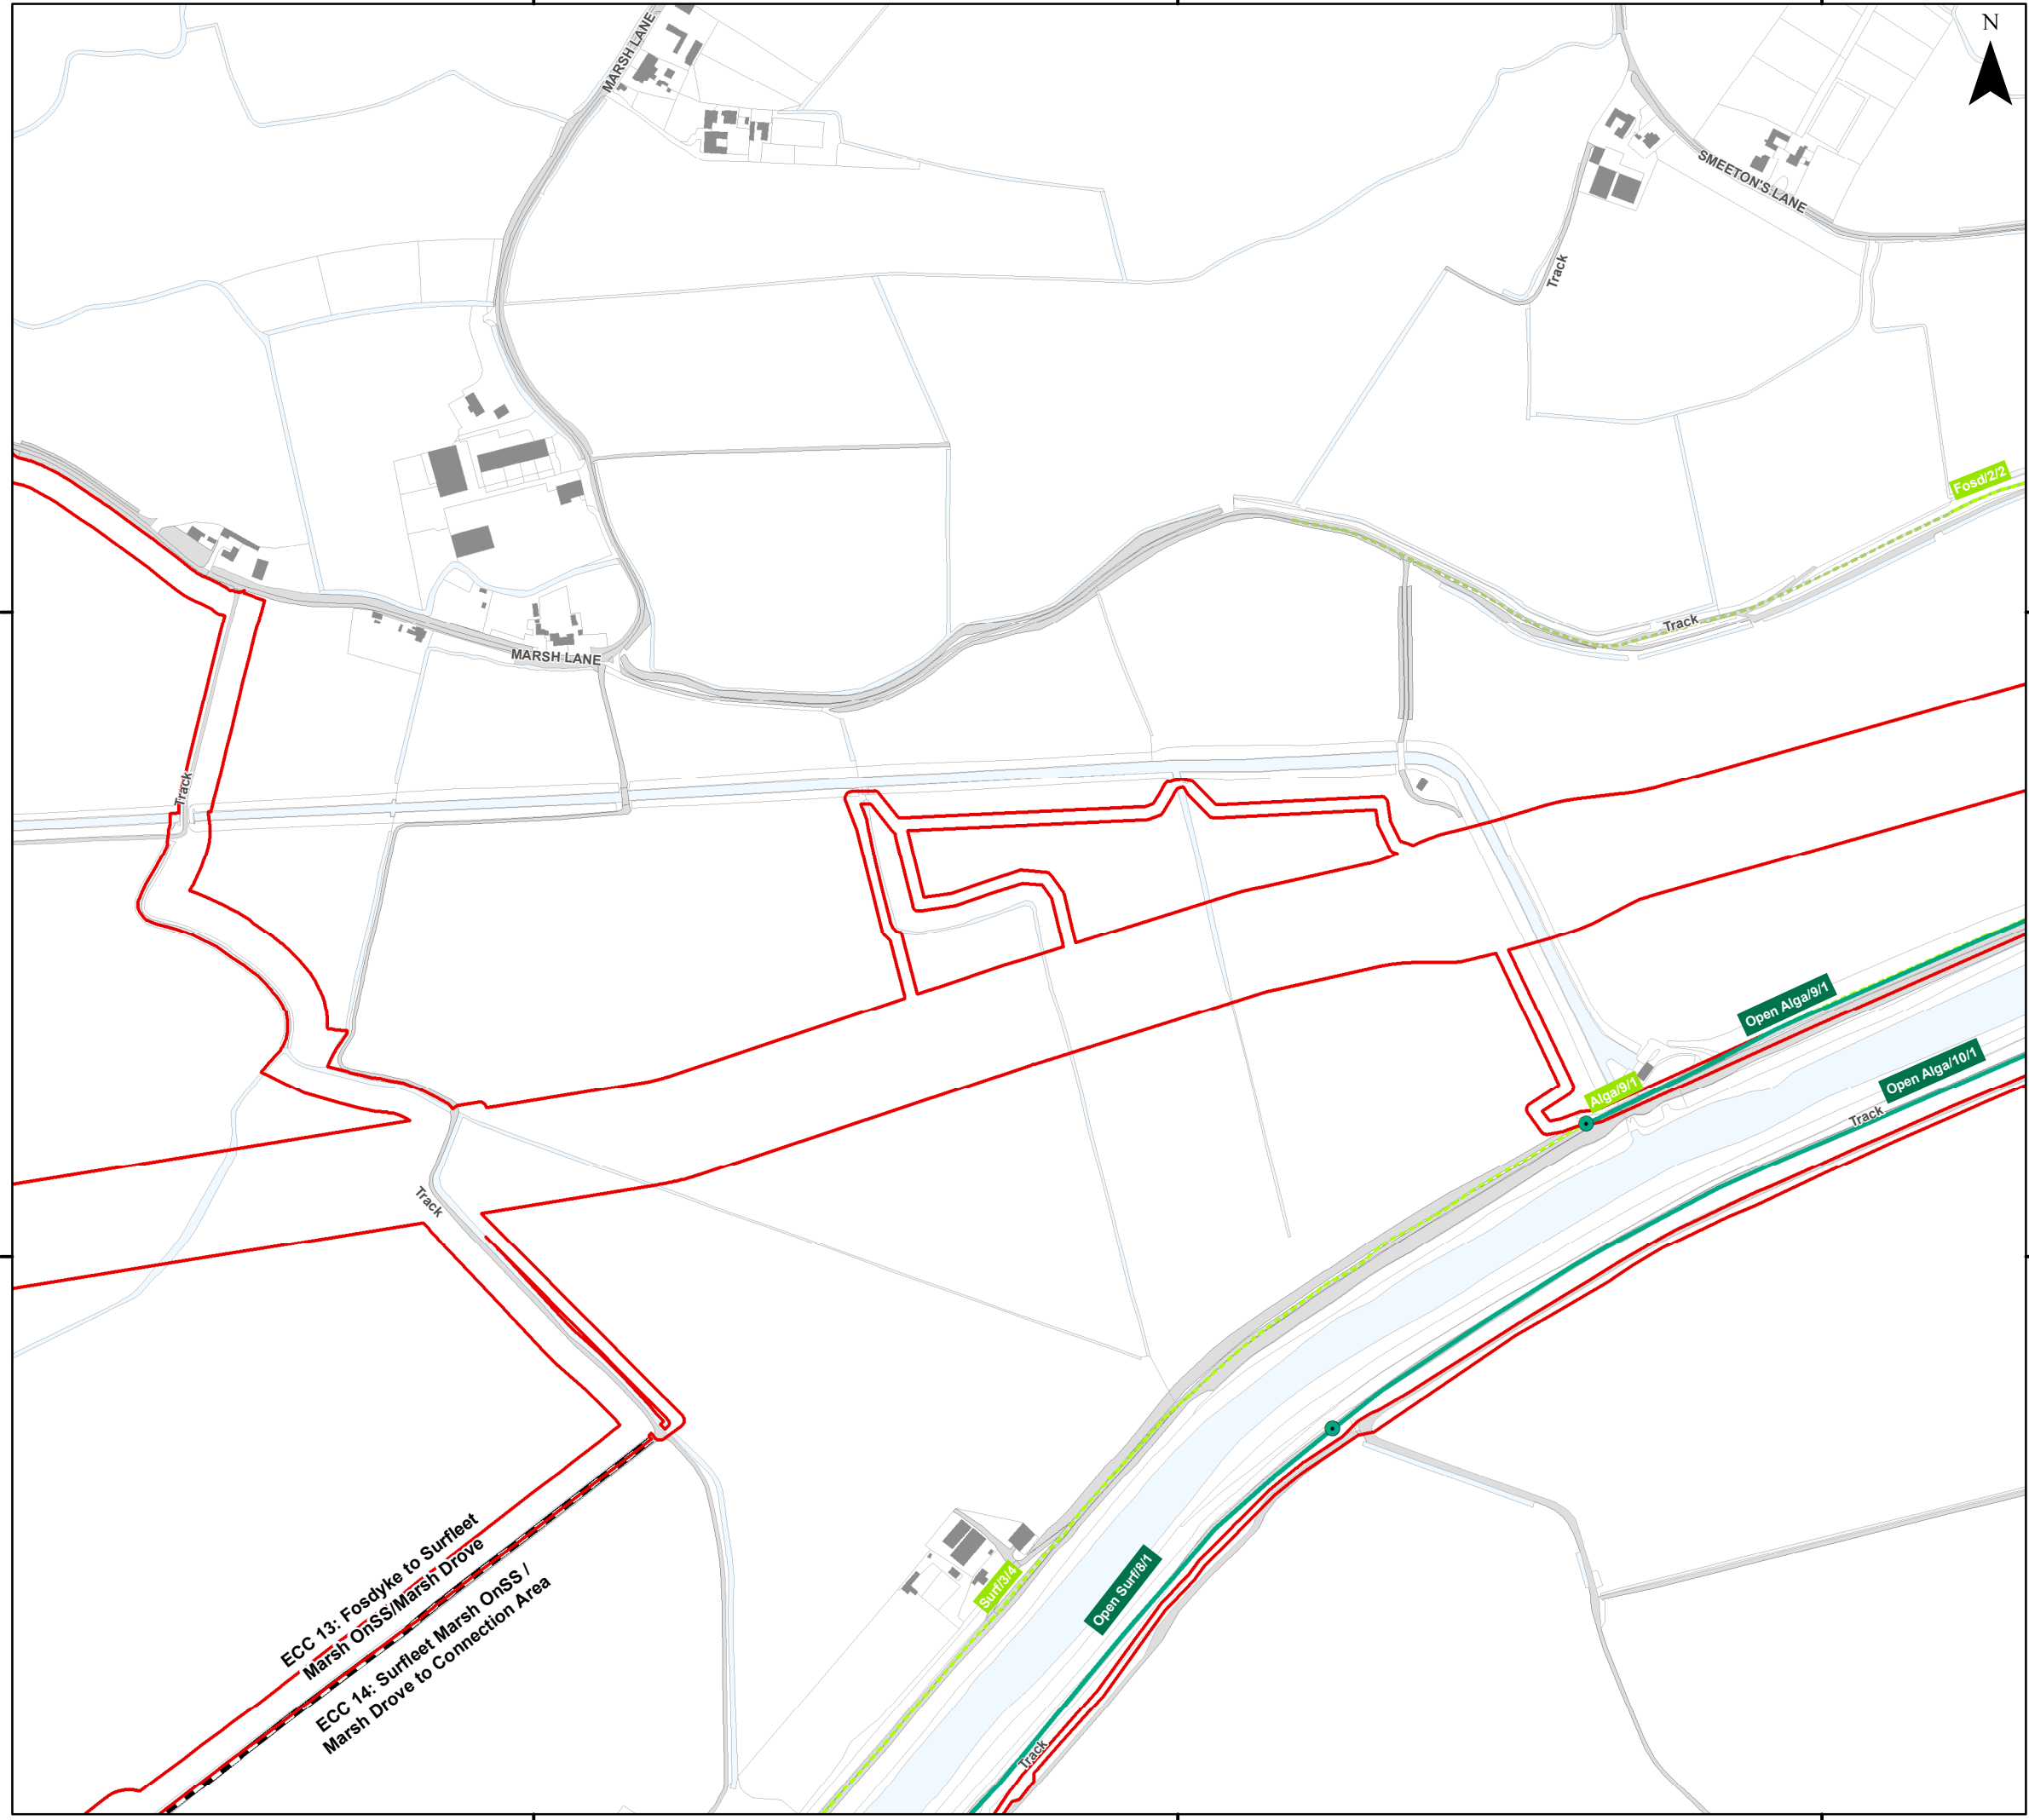 N
MARSH LANE
SMEETON'S LANE
Track
Fosd/2/2
Track
MARSH LANE
Track
Open Alga/9/1
Open Alga/10/1
Alga/9/1
Track
Track
ECC 13: Fosdyke to Surfleet
Marsh OnSS/Marsh Drove
ECC 14: Surfleet Marsh OnSS /
Marsh Drove to Connection Area
Surf/3/4
Open Surf/8/1
Track